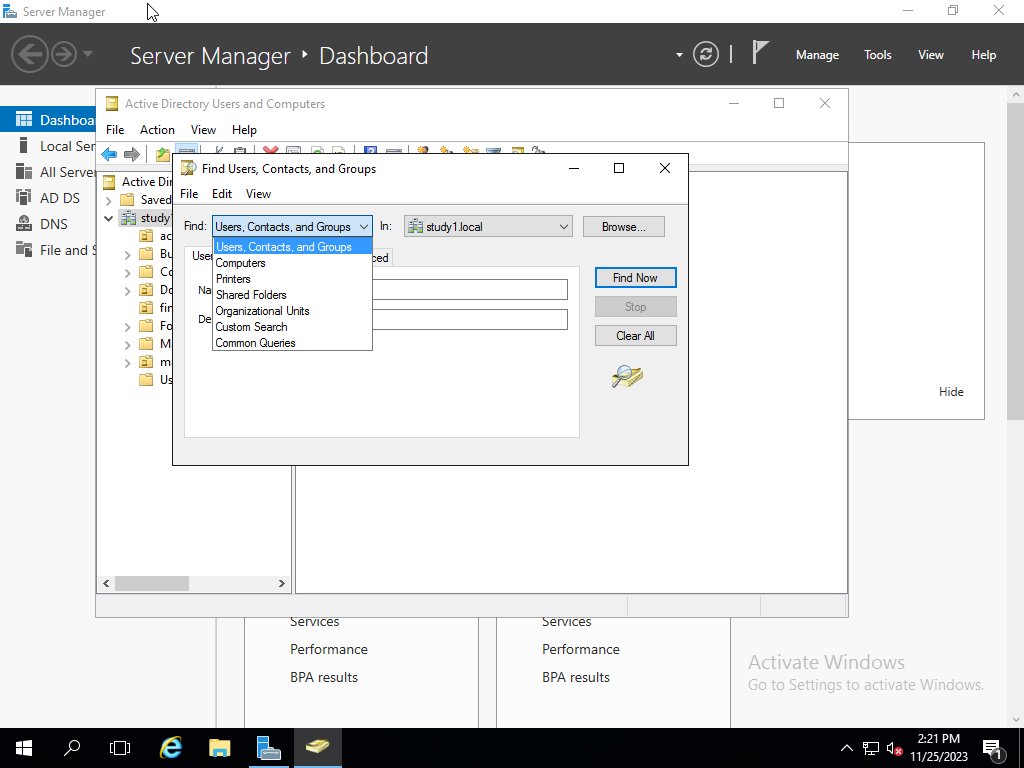 Server Manager
Server Manager
Dashboard
Manage
Tools
View
Help
Dashboa
Local Ser
All Server
AD DS
DNS
File and S
Active Directory Users and Computers
File
Action
View
Help
Active Dir
Saved
study1
ac
Bu
Co
Do
fin
Fo
M
ma
Us
Find Users, Contacts, and Groups
File
Edit
View
Find:
Users, Contacts, and Groups
In:
study1.local
Browse...
Users, Contacts, and Groups
Computers
Printers
Shared Folders
Organizational Units
Custom Search
Common Queries
User
ced
Na
De
Find Now
Stop
Clear All
Hide
Services
Performance
BPA results
Services
Performance
BPA results
Activate Windows
Go to Settings to activate Windows.
2:21 PM
11/25/2023
1